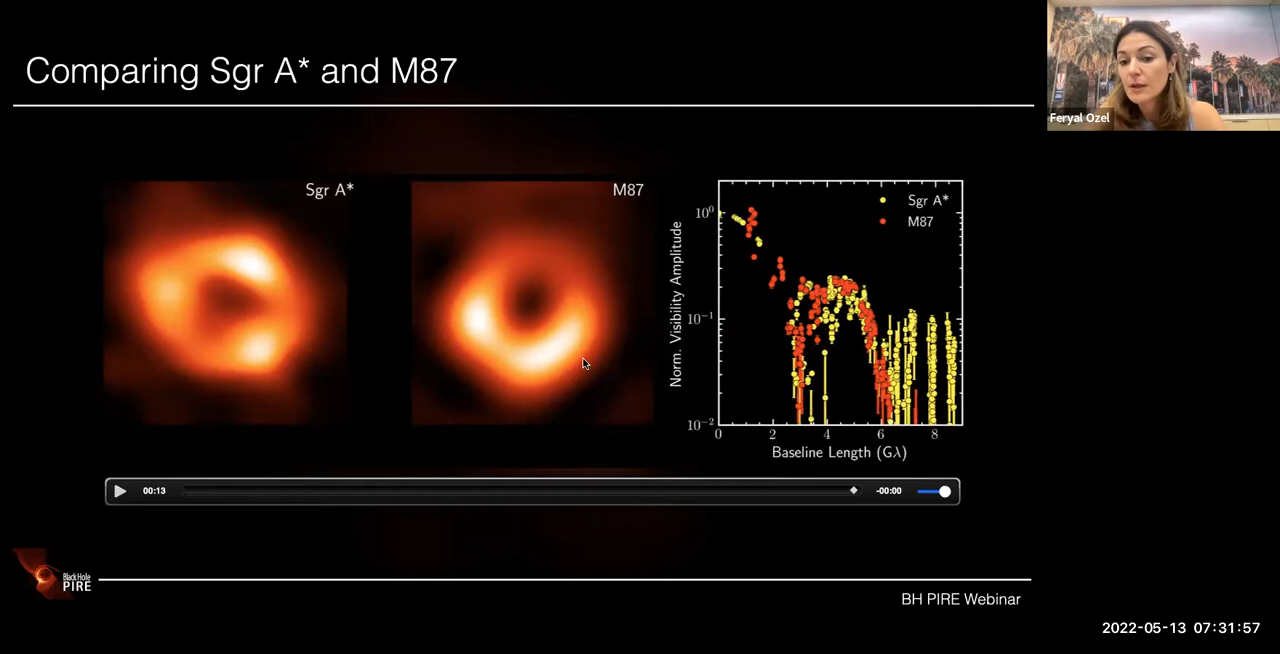 Comparing Sgr A* and M87
Feryal Ozel
Sgr A*
M87
Sgr A*
M87
Norm. Visibility Amplitude
10⁰
10⁻¹
10⁻²
0 2 4 6 8
Baseline Length (Gλ)
00:13
-00:00
Black Hole
PIRE
BH PIRE Webinar
2022-05-13 07:31:57